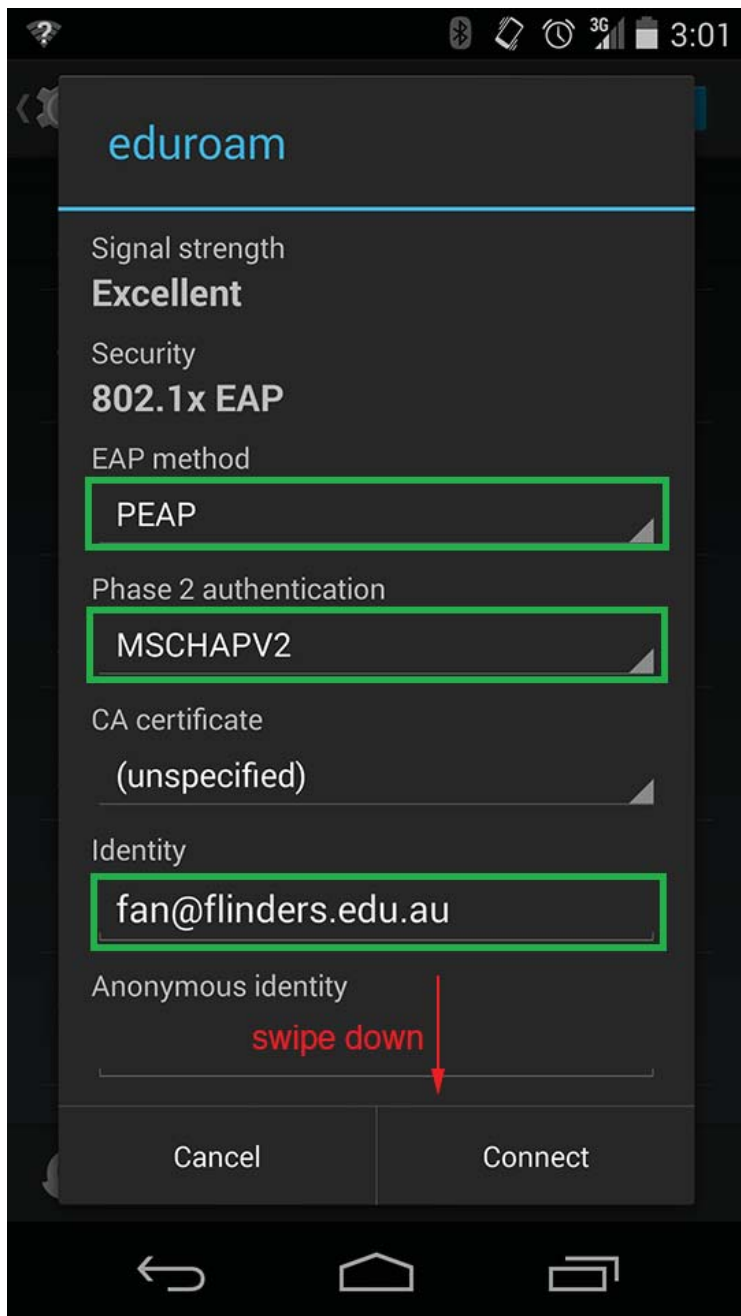 3G 3:01
eduroam
Signal strength
Excellent
Security
802.1x EAP
EAP method
PEAP
Phase 2 authentication
MSCHAPV2
CA certificate
(unspecified)
Identity
fan@flinders.edu.au
Anonymous identity
swipe down
Cancel Connect